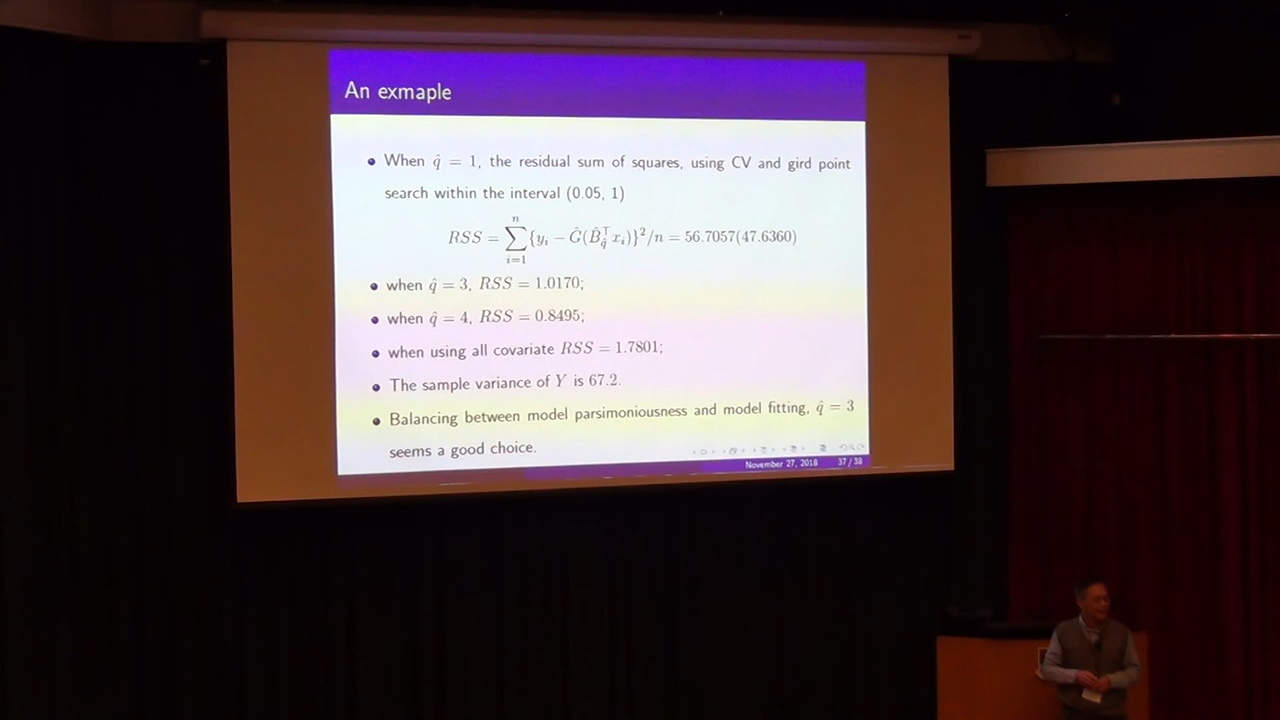 An exmaple
When q̂ = 1, the residual sum of squares, using CV and gird point
search within the interval (0.05, 1)
RSS = ∑_{i=1}^{n} {y_i − Ĝ(B̂_{q̂}^⊤ x_i)}²/n = 56.7057(47.6360)
when q̂ = 3, RSS = 1.0170;
when q̂ = 4, RSS = 0.8495;
when using all covariate RSS = 1.7801;
The sample variance of Y is 67.2.
Balancing between model parsimoniousness and model fitting, q̂ = 3
seems a good choice.
November 27, 2018 37 / 38